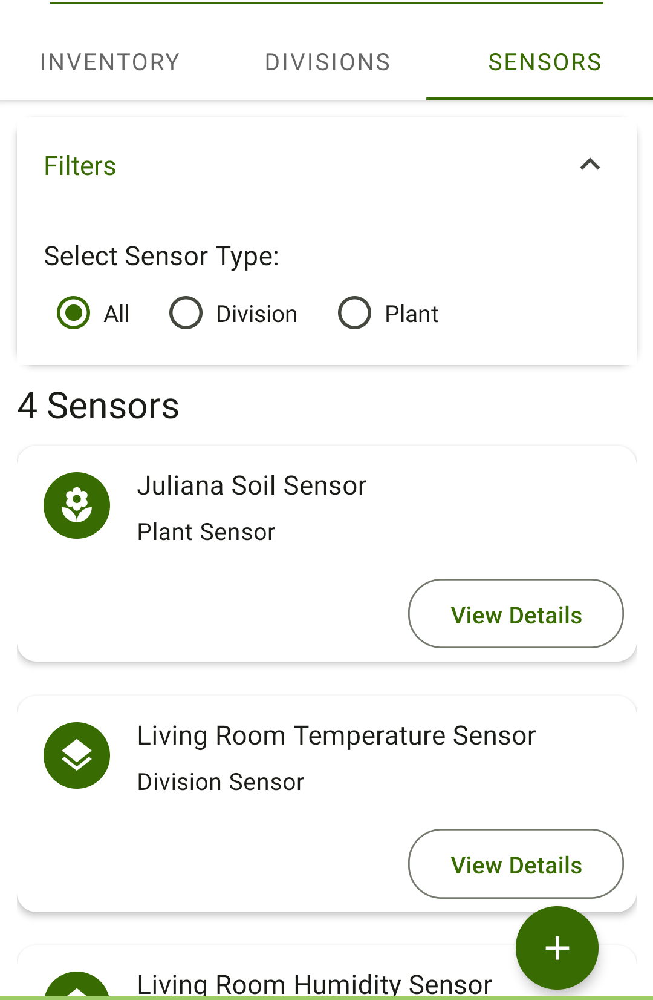 INVENTORY DIVISIONS SENSORS
Filters
Select Sensor Type:
All Division Plant
4 Sensors
Juliana Soil Sensor
Plant Sensor
View Details
Living Room Temperature Sensor
Division Sensor
View Details
Living Room Humidity Sensor